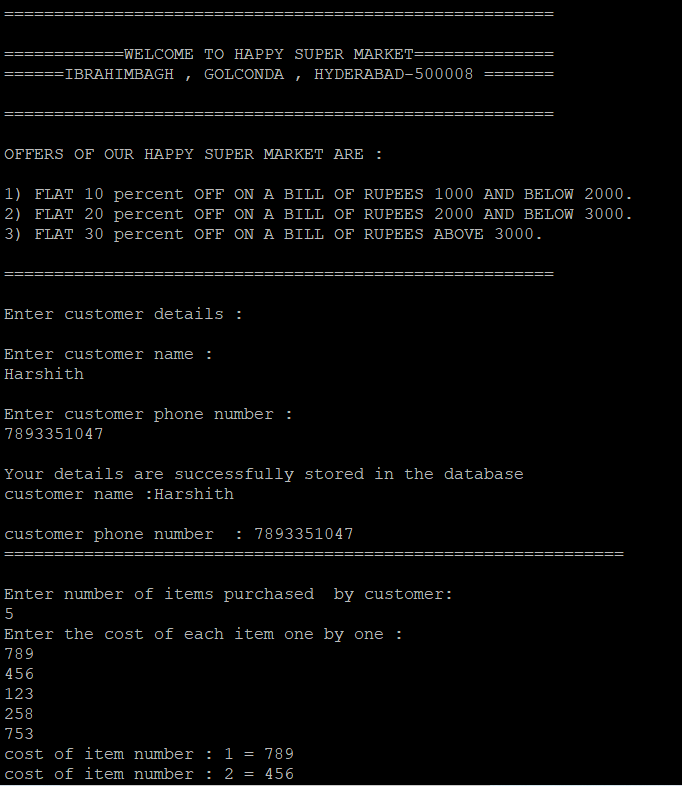 =======================================================
============WELCOME TO HAPPY SUPER MARKET==============
======IBRAHIMBAGH , GOLCONDA , HYDERABAD-500008 =======
=======================================================
OFFERS OF OUR HAPPY SUPER MARKET ARE :
1) FLAT 10 percent OFF ON A BILL OF RUPEES 1000 AND BELOW 2000.
2) FLAT 20 percent OFF ON A BILL OF RUPEES 2000 AND BELOW 3000.
3) FLAT 30 percent OFF ON A BILL OF RUPEES ABOVE 3000.
=======================================================
Enter customer details :
Enter customer name :
Harshith
Enter customer phone number :
7893351047
Your details are successfully stored in the database
customer name :Harshith
customer phone number  : 7893351047
==============================================================
Enter number of items purchased  by customer:
5
Enter the cost of each item one by one :
789
456
123
258
753
cost of item number : 1 = 789
cost of item number : 2 = 456